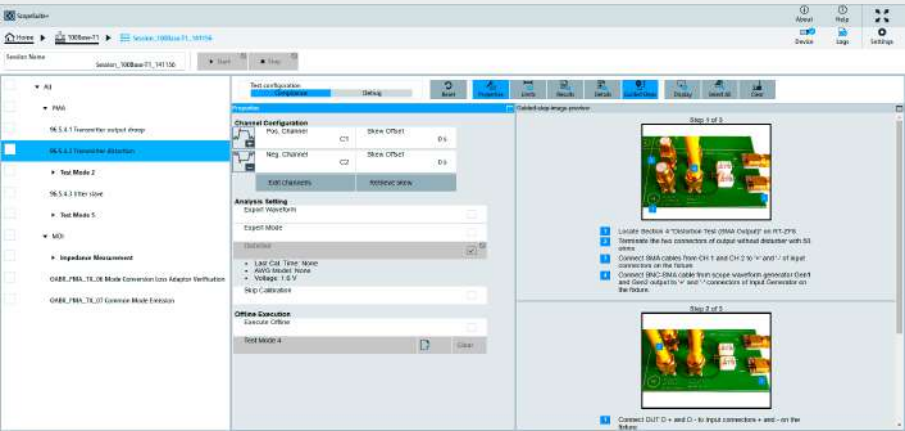 ScopeSuite+
About
Help
Home
100Base-T1
Session_100Base-T1_141156
Device
Logs
Settings
Session Name
Session_100Base-T1_141156
Start
Stop
All
Test configuration
Compliance
Debug
Reset
Properties
Limits
Results
Details
Guided Steps
Display
Select All
Clear
PMA
96.5.4.1 Transmitter output droop
96.5.4.2 Transmitter distortion
Test Mode 2
96.5.4.3 Jitter slave
Test Mode 5
MDI
Impedance Measurement
OABR_PMA_TX_06 Mode Conversion Loss Adaptor Verification
OABR_PMA_TX_07 Common Mode Emission
Properties
Channel Configuration
Pos. Channel
C1
Skew Offset
0 s
Neg. Channel
C2
Skew Offset
0 s
Edit channels
Retrieve skew
Analysis Setting
Export Waveform
Expert Mode
Disturber
• Last Cal. Time: None
• AWG Model: None
• Voltage: 1.8 V
Skip Calibration
Offline Execution
Execute Offline
Test Mode 4
Clear
Guided step image preview
Step 1 of 5
1 Locate Section 4 "Distortion Test (SMA Output)" on RT-ZF8
2 Terminate the two connectors of output without disturber with 50
ohms
3 Connect SMA cables from CH 1 and CH 2 to '+' and '-' of input
connectors on the fixture
4 Connect BNC-SMA cable from scope waveform generator Gen1
and Gen2 output to '+' and '-' connectors of Input Generator on
the fixture
Step 2 of 5
1 Connect DUT D + and D - to input connectors + and - on the
fixture